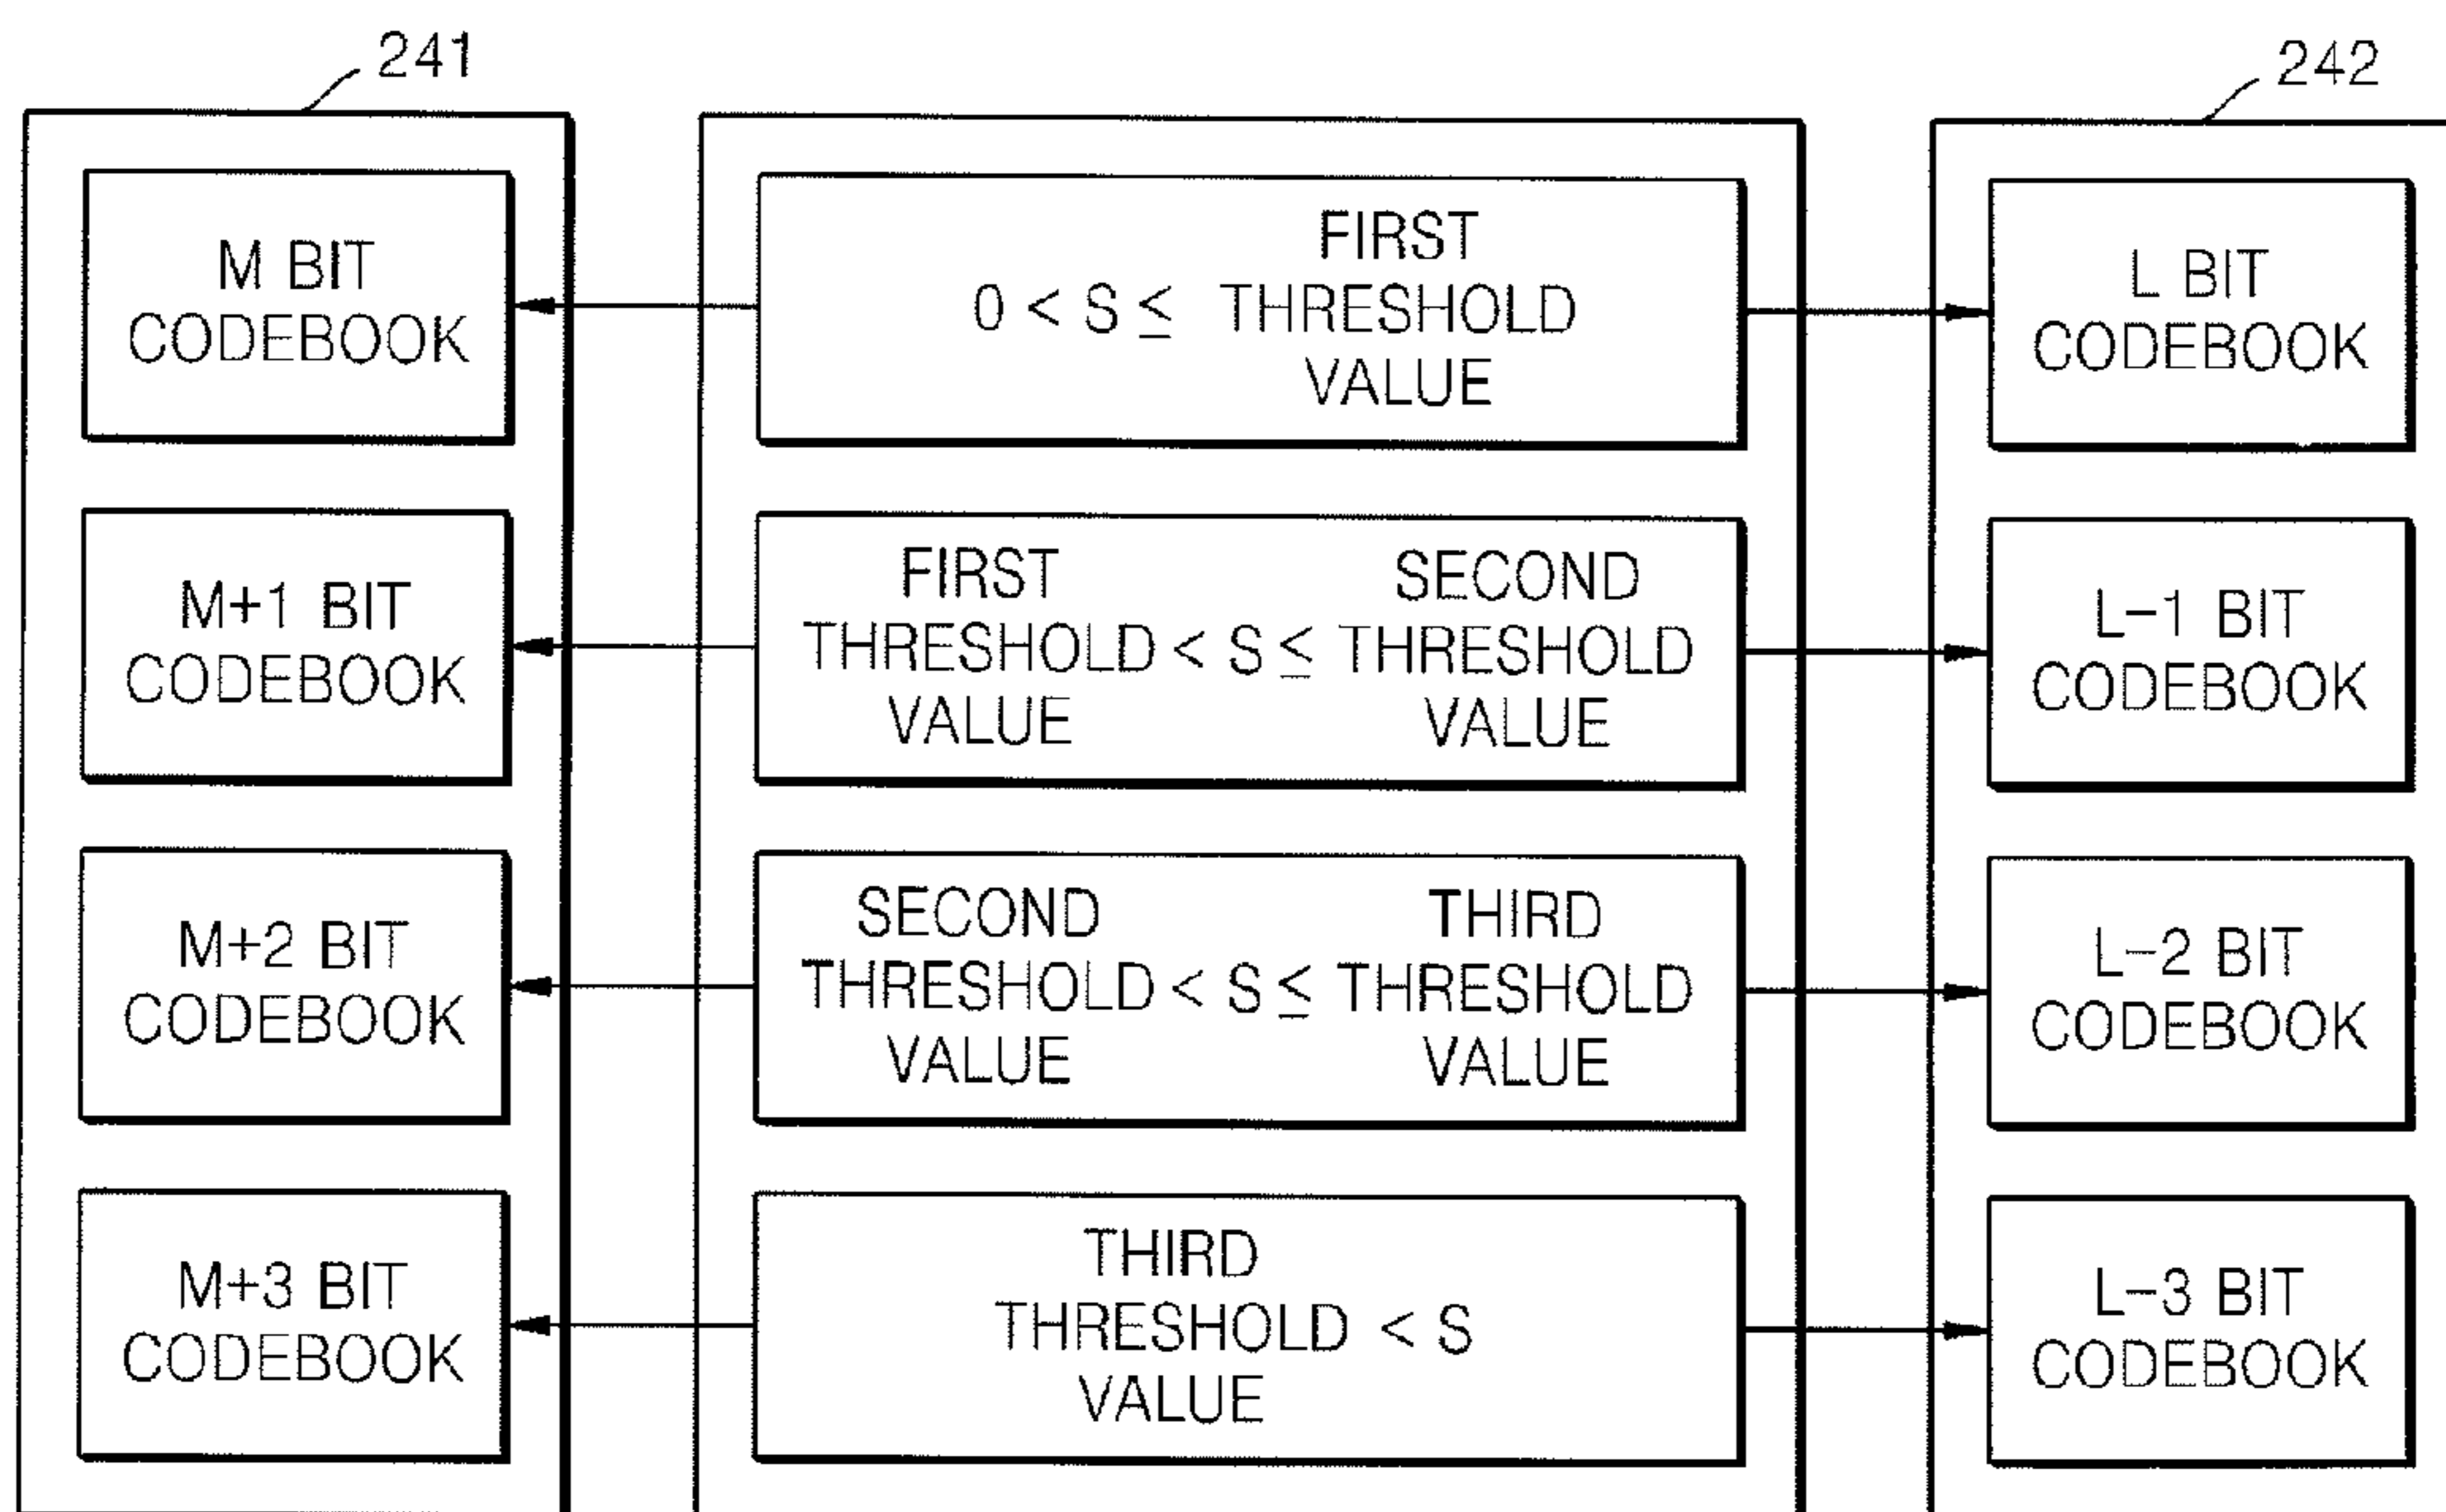 241
242
M BIT
CODEBOOK
FIRST
0 < S ≤ THRESHOLD
VALUE
L BIT
CODEBOOK
M+1 BIT
CODEBOOK
FIRST SECOND
THRESHOLD < S ≤ THRESHOLD
VALUE VALUE
L-1 BIT
CODEBOOK
M+2 BIT
CODEBOOK
SECOND THIRD
THRESHOLD < S ≤ THRESHOLD
VALUE VALUE
L-2 BIT
CODEBOOK
M+3 BIT
CODEBOOK
THIRD
THRESHOLD < S
VALUE
L-3 BIT
CODEBOOK